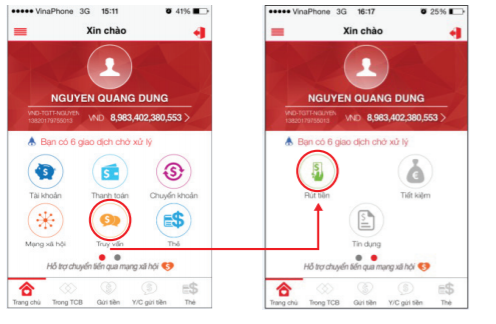 VinaPhone 3G 15:11 41%
Xin chào
NGUYEN QUANG DUNG
VND-TGTT-NGUYEN
13820179755013
VND 8,983,402,380,553 >
Bạn có 6 giao dịch chờ xử lý
Tài khoản Thanh toán Chuyển khoản
Mạng xã hội Truy vấn Thẻ
Hỗ trợ chuyển tiền qua mạng xã hội
Trang chủ Trong TCB Gửi tiền Y/C gửi tiền Thẻ
VinaPhone 3G 16:17 25%
Xin chào
NGUYEN QUANG DUNG
VND-TGTT-NGUYEN
13820179755013
VND 8,983,402,380,553 >
Bạn có 6 giao dịch chờ xử lý
Rút tiền Tiết kiệm
Tín dụng
Hỗ trợ chuyển tiền qua mạng xã hội
Trang chủ Trong TCB Gửi tiền Y/C gửi tiền Thẻ